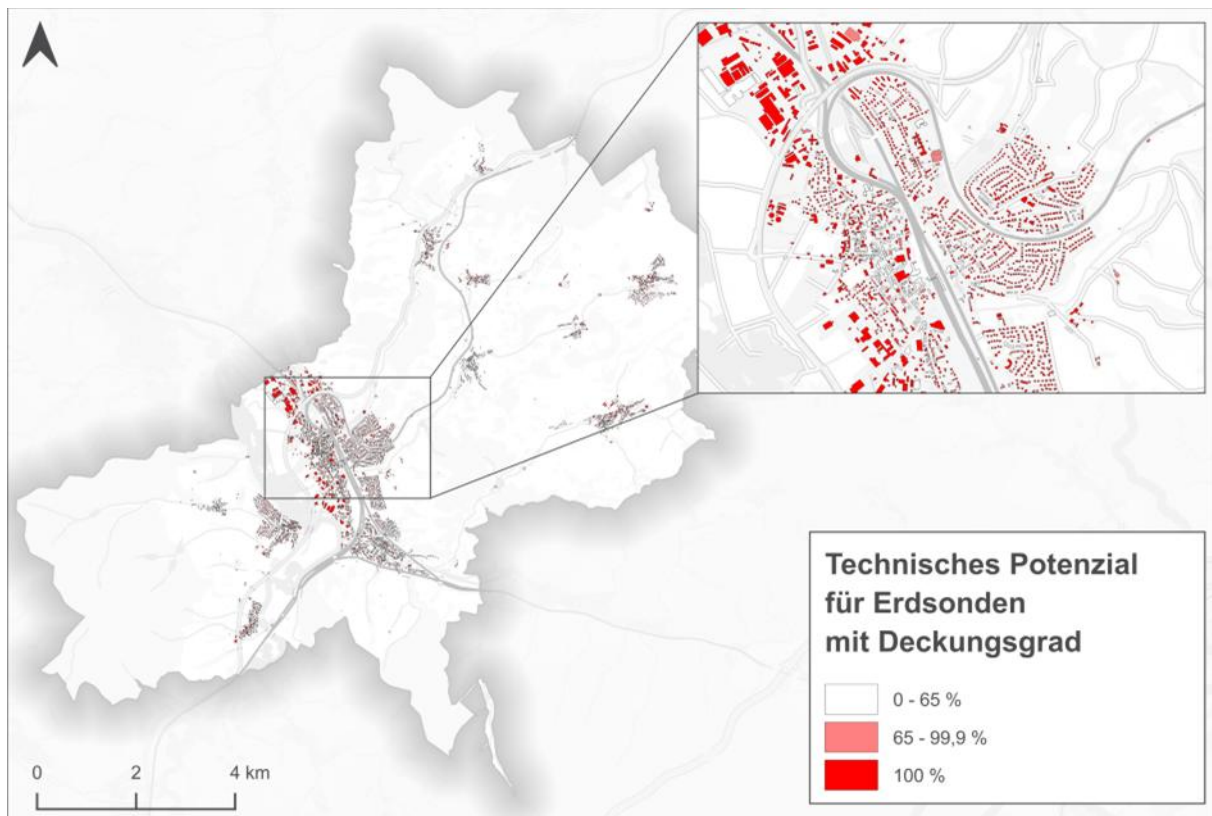 Technisches Potenzial
für Erdsonden
mit Deckungsgrad
0 - 65 %
65 - 99,9 %
100 %
0 2 4 km